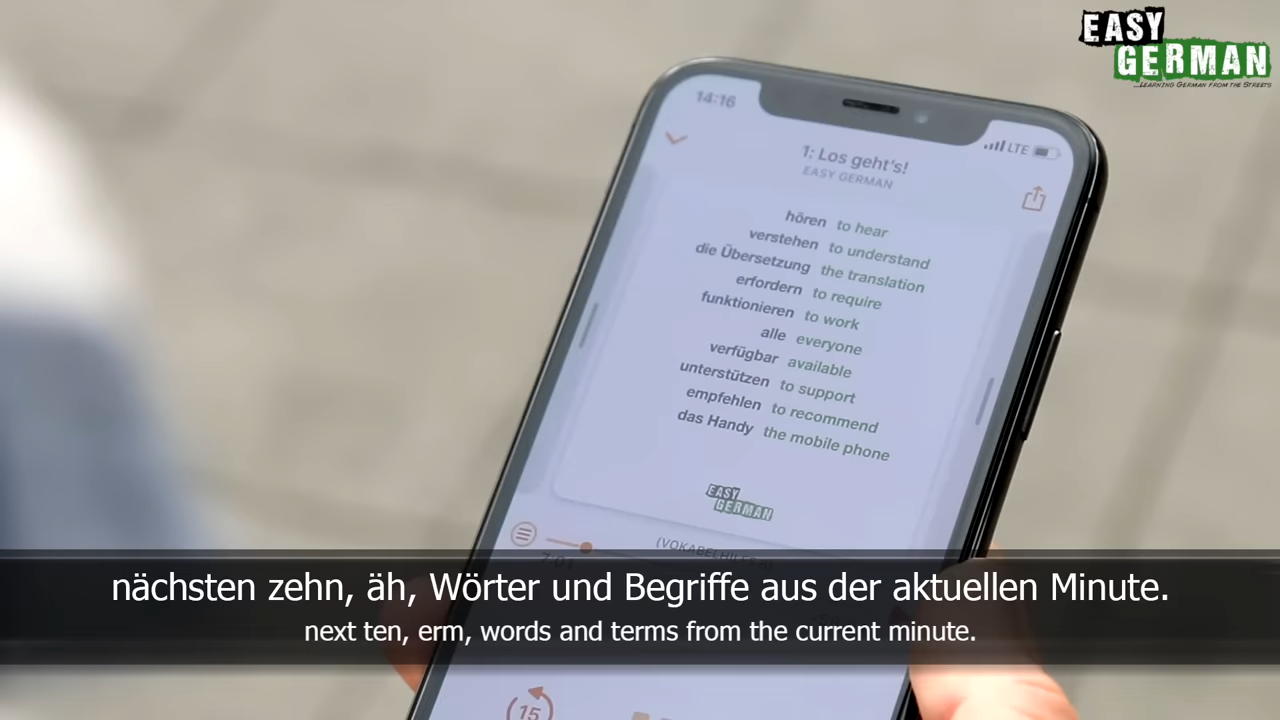 EASY
GERMAN
...LEARNING GERMAN FROM THE STREETS
14:16
LTE
1: Los geht's!
EASY GERMAN
hören to hear
verstehen to understand
die Übersetzung the translation
erfordern to require
funktionieren to work
alle everyone
verfügbar available
unterstützen to support
empfehlen to recommend
das Handy the mobile phone
EASY
GERMAN
(VOKABELHILFE 8)
7:01
nächsten zehn, äh, Wörter und Begriffe aus der aktuellen Minute.
next ten, erm, words and terms from the current minute.
15